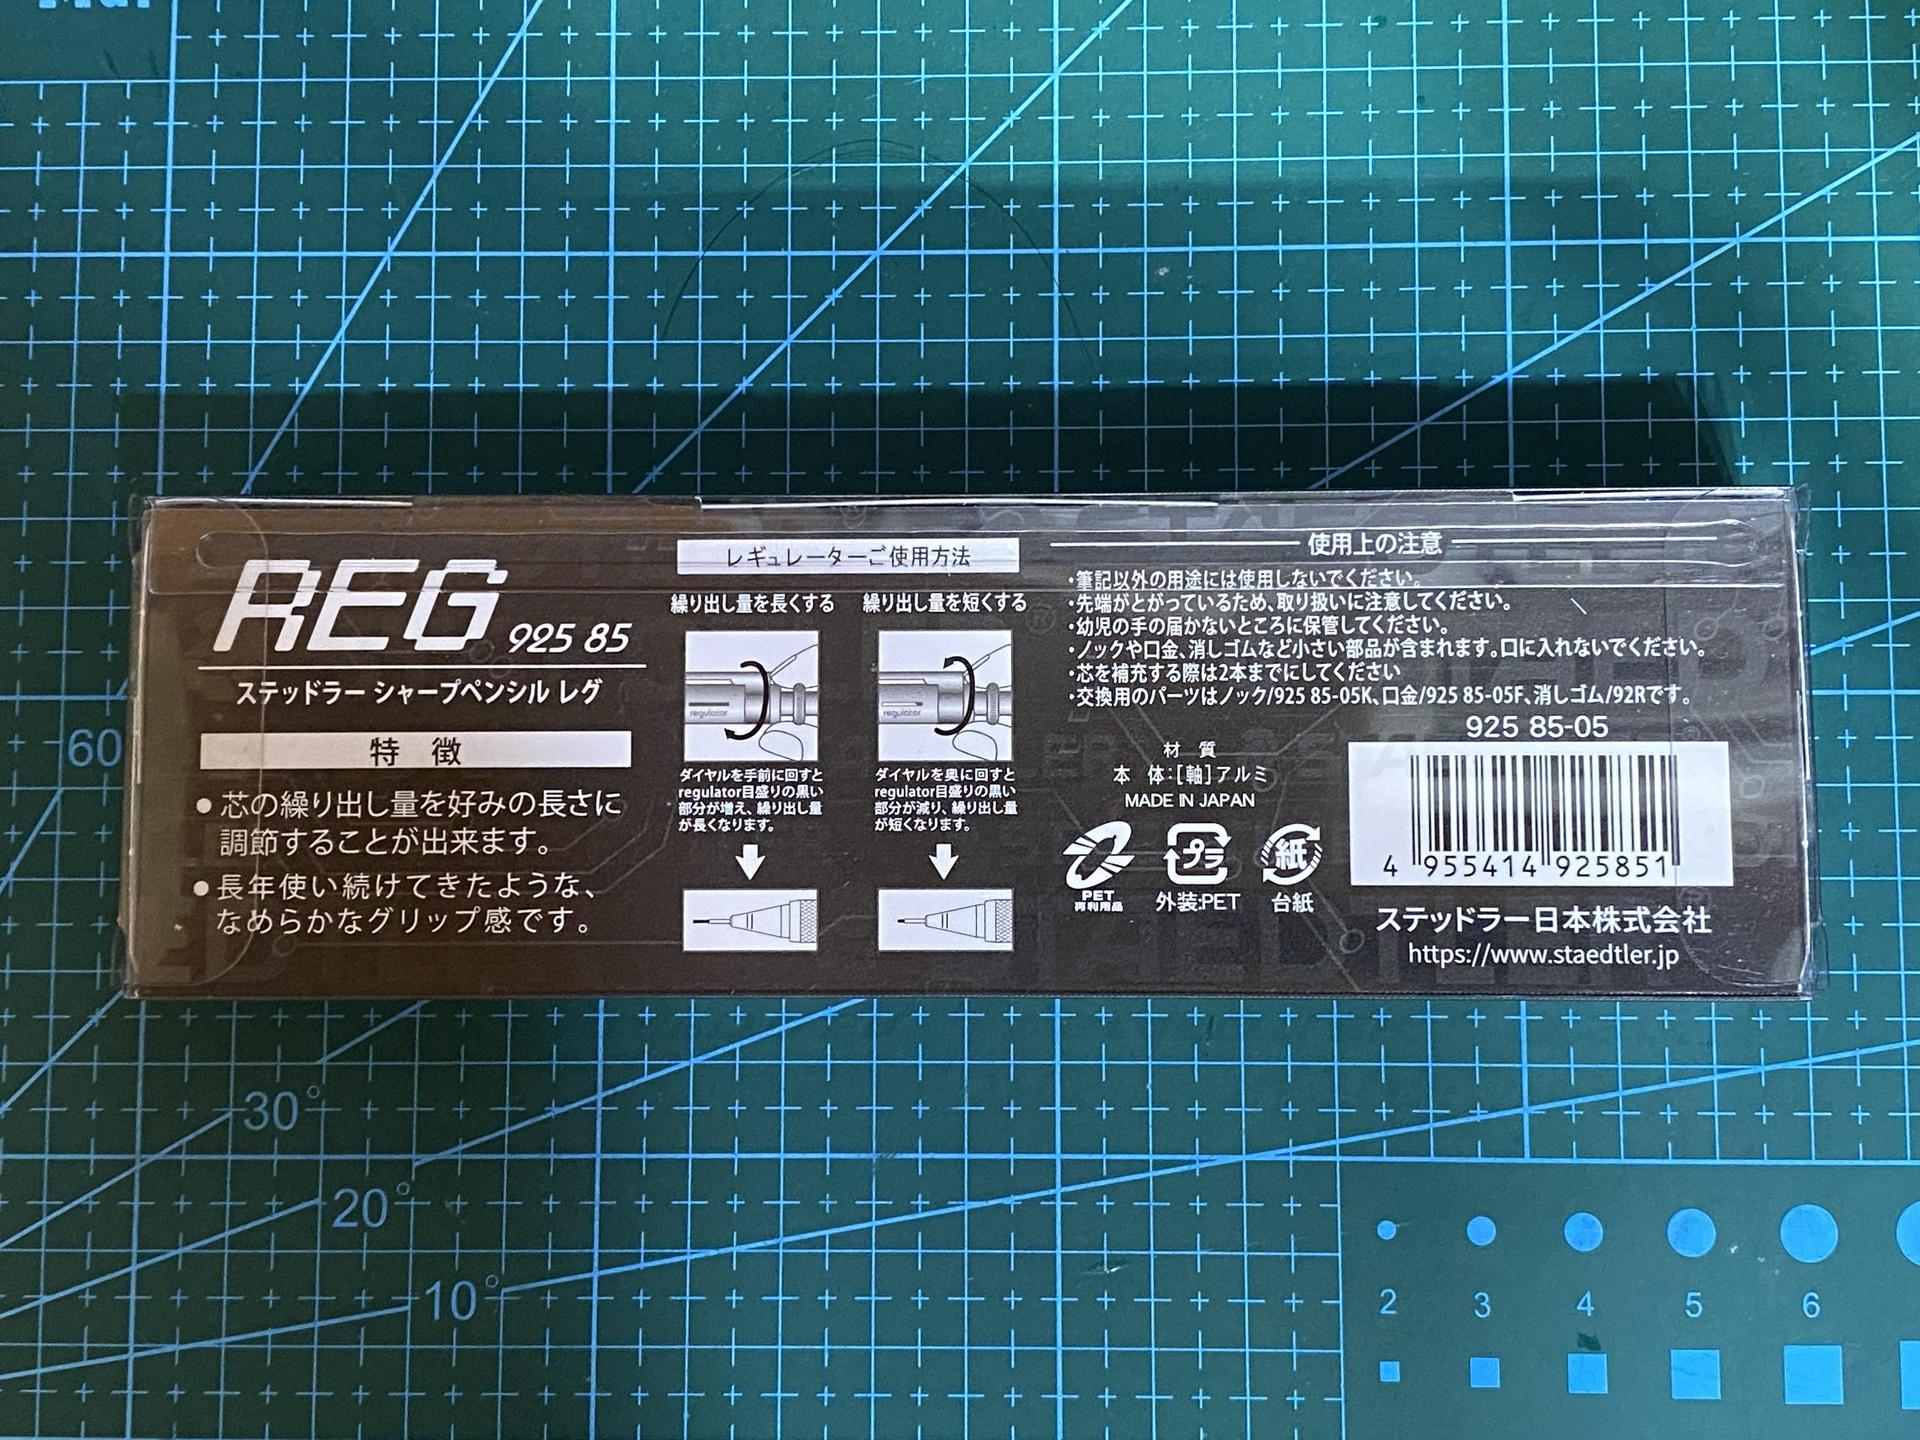 REG 925 85
ステッドラー シャープペンシル レグ
特 徴
● 芯の繰り出し量を好みの長さに
調節することが出来ます。
● 長年使い続けてきたような、
なめらかなグリップ感です。
レギュレーターご使用方法
繰り出し量を長くする
regulator
ダイヤルを手前に回すと
regulator目盛りの黒い
部分が増え、繰り出し量
が長くなります。
繰り出し量を短くする
regulator
ダイヤルを奥に回すと
regulator目盛りの黒い
部分が減り、繰り出し量
が短くなります。
使用上の注意
・筆記以外の用途には使用しないでください。
・先端がとがっているため、取り扱いに注意してください。
・幼児の手の届かないところに保管してください。
・ノックや口金、消しゴムなど小さい部品が含まれます。口に入れないでください。
・芯を補充する際は2本までにしてください
・交換用のパーツはノック/925 85-05K、口金/925 85-05F、消しゴム/92Rです。
材 質
本 体:[軸]アルミ
MADE IN JAPAN
PET
再利用品
プラ
外装:PET
紙
台紙
925 85-05
4 955414 925851
ステッドラー日本株式会社
https://www.staedtler.jp
60
30°
20°
10°
2 3 4 5 6